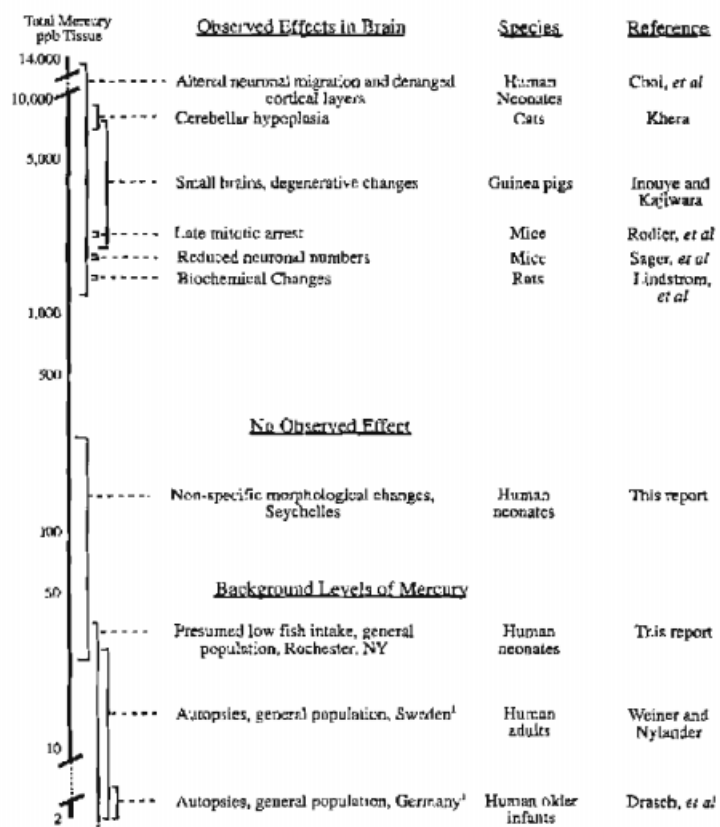 Total Mercury
ppb Tissue
Observed Effects in Brain
Species
Reference
14,000
Altered neuronal migration and deranged
cortical layers
Human
Neonates
Choi, et al
10,000
Cerebellar hypoplasia
Cats
Khera
5,000
Small brains, degenerative changes
Guinea pigs
Inouye and
Kajiwara
Late mitotic arrest
Mice
Rodier, et al
Reduced neuronal numbers
Mice
Sager, et al
Biochemical Changes
Rats
Lindstrom,
et al
1,000
500
No Observed Effect
Non-specific morphological changes,
Seychelles
Human
neonates
This report
100
50
Background Levels of Mercury
Presumed low fish intake, general
population, Rochester, NY
Human
neonates
This report
Autopsies, general population, Sweden¹
Human
adults
Weiner and
Nylander
10
Autopsies, general population, Germany¹
Human older
infants
Drasch, et al
2